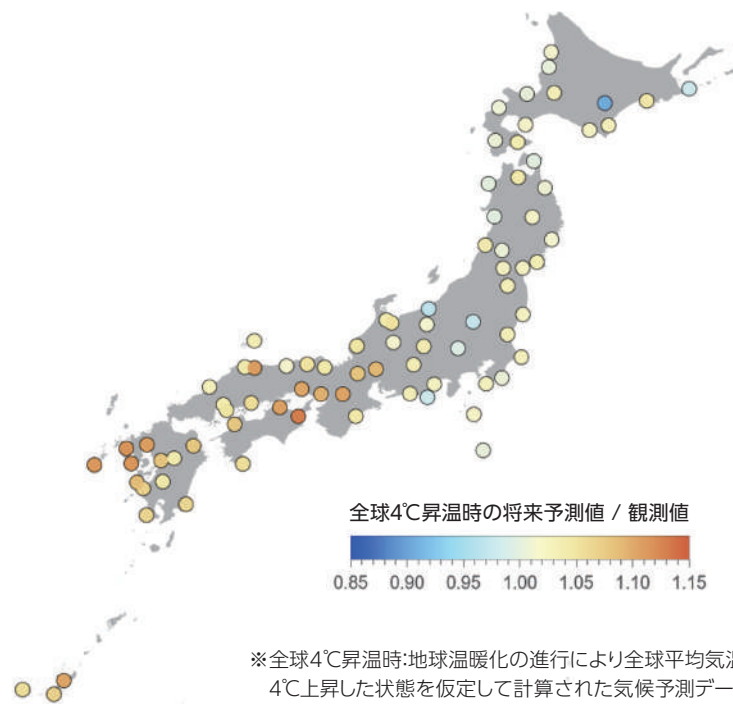 全球4℃昇温時の将来予測値 / 観測値
0.85 0.90 0.95 1.00 1.05 1.10 1.15
※全球4℃昇温時:地球温暖化の進行により全球平均気温
4℃上昇した状態を仮定して計算された気候予測デー